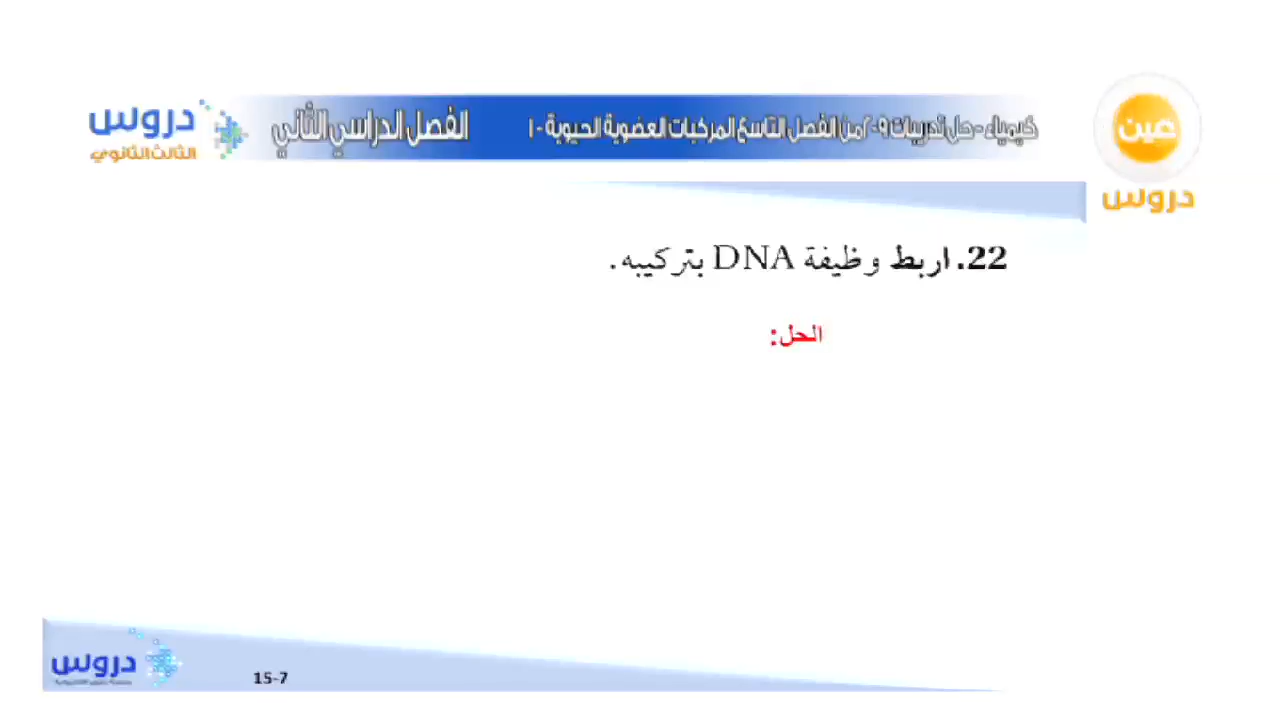 دروس
الثالث الثانوي
الفصل الدراسي الثاني
كيمياء - حل تدريبات ٩-٢ من الفصل التاسع المركبات العضوية الحيوية - ١
عين
دروس
22. اربط وظيفة DNA بتركيبه.
الحل:
دروس
15-7